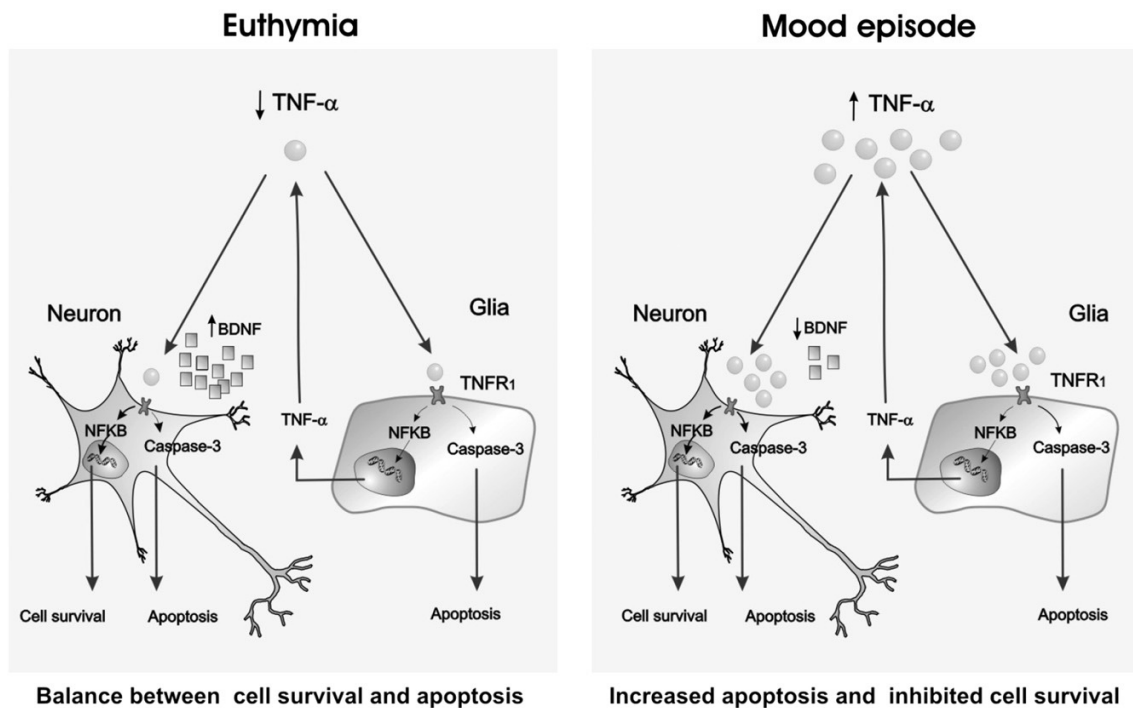 Euthymia
↓ TNF-α
Neuron
↑ BDNF
Glia
TNFR1
NFKB
Caspase-3
TNF-α
NFKB
Caspase-3
Cell survival
Apoptosis
Apoptosis
Balance between cell survival and apoptosis
Mood episode
↑ TNF-α
Neuron
↓ BDNF
Glia
TNFR1
NFKB
Caspase-3
TNF-α
NFKB
Caspase-3
Cell survival
Apoptosis
Apoptosis
Increased apoptosis and inhibited cell survival